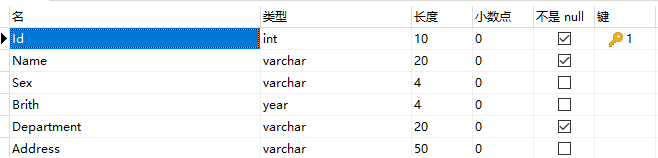 名 类型 长度 小数点 不是 null 键
Id int 10 0 1
Name varchar 20 0
Sex varchar 4 0
Brith year 4 0
Department varchar 20 0
Address varchar 50 0